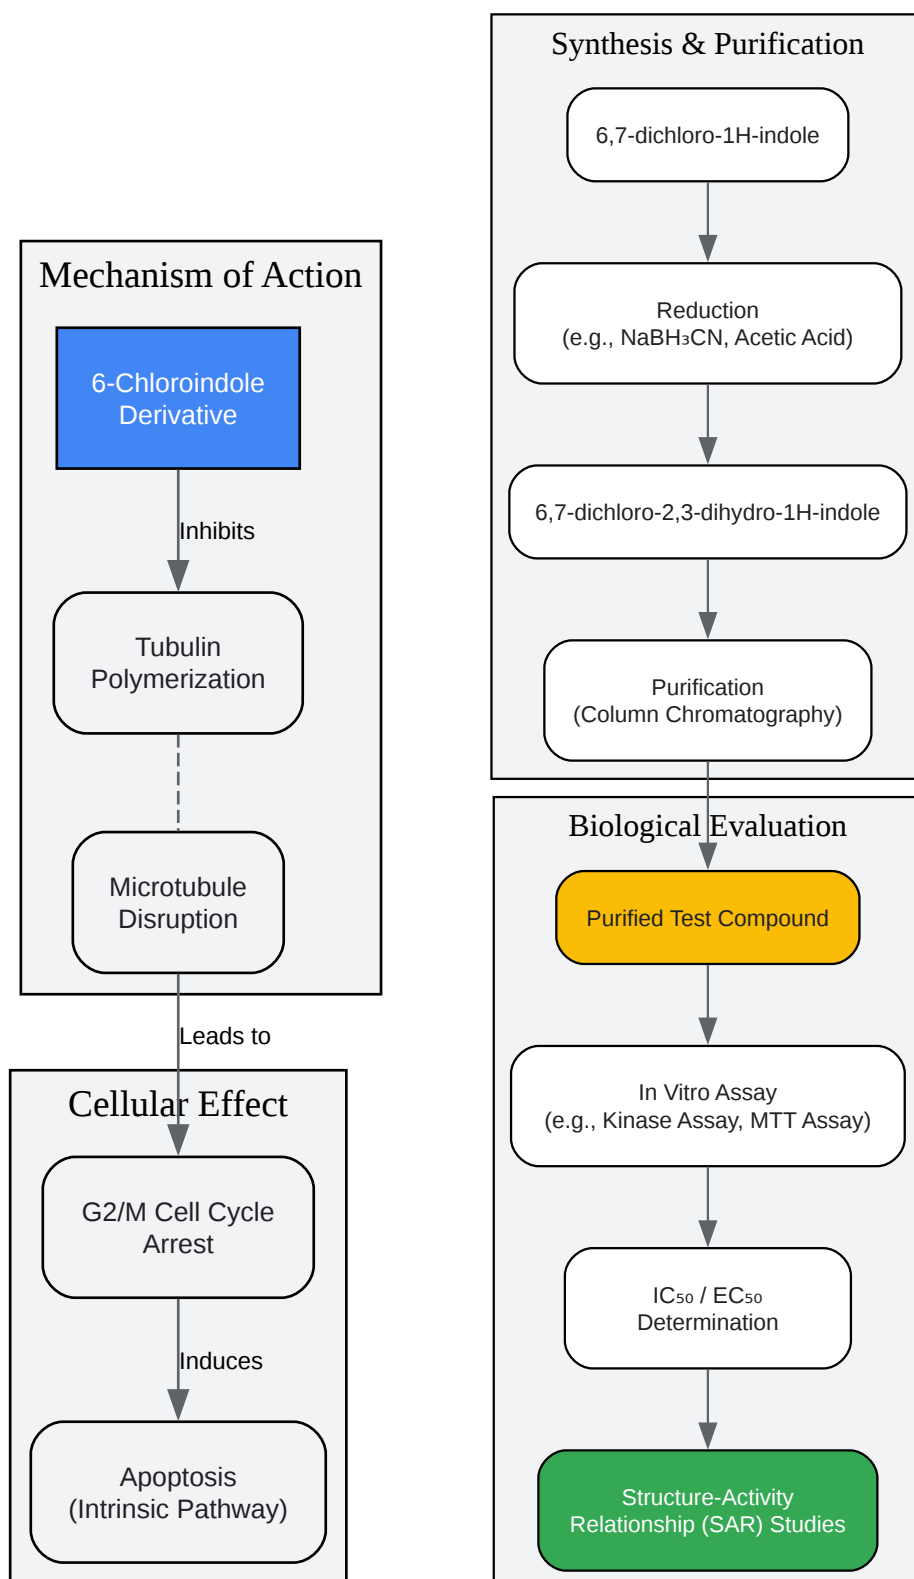 Mechanism of Action
6-Chloroindole
Derivative
Inhibits
Tubulin
Polymerization
Microtubule
Disruption
Leads to
Cellular Effect
G2/M Cell Cycle
Arrest
Induces
Apoptosis
(Intrinsic Pathway)
Synthesis & Purification
6,7-dichloro-1H-indole
Reduction
(e.g., NaBH₃CN, Acetic Acid)
6,7-dichloro-2,3-dihydro-1H-indole
Purification
(Column Chromatography)
Biological Evaluation
Purified Test Compound
In Vitro Assay
(e.g., Kinase Assay, MTT Assay)
IC₅₀ / EC₅₀
Determination
Structure-Activity
Relationship (SAR) Studies